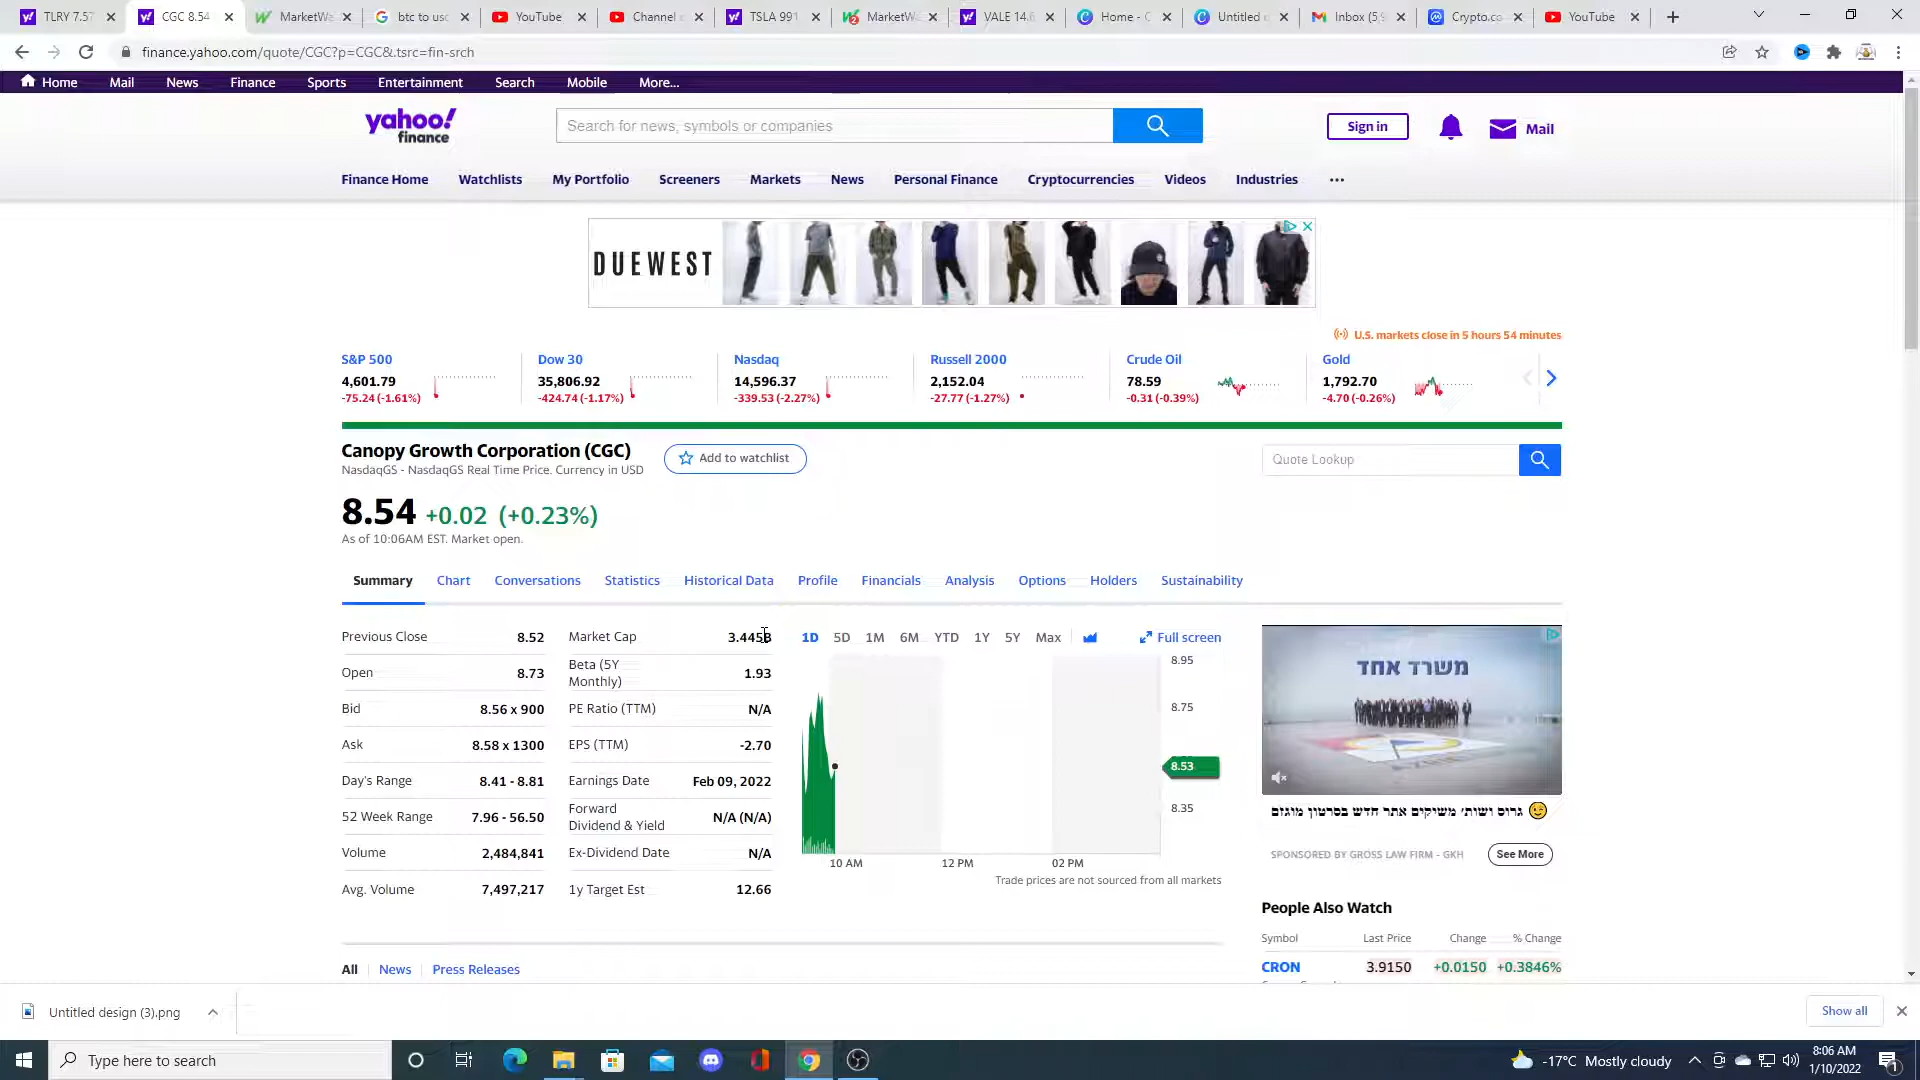 TLRY 7.57
CGC 8.54
MarketWa
btc to usd
YouTube
Channel c
TSLA 991
MarketWa
VALE 14.6
Home - C
Untitled d
Inbox (5,9
Crypto.co
YouTube
finance.yahoo.com/quote/CGC?p=CGC&.tsrc=fin-srch
Home Mail News Finance Sports Entertainment Search Mobile More...
yahoo!
finance
Search for news, symbols or companies
Sign in
Mail
Finance Home Watchlists My Portfolio Screeners Markets News Personal Finance Cryptocurrencies Videos Industries ...
DUEWEST
U.S. markets close in 5 hours 54 minutes
S&P 500
4,601.79
-75.24 (-1.61%)
Dow 30
35,806.92
-424.74 (-1.17%)
Nasdaq
14,596.37
-339.53 (-2.27%)
Russell 2000
2,152.04
-27.77 (-1.27%)
Crude Oil
78.59
-0.31 (-0.39%)
Gold
1,792.70
-4.70 (-0.26%)
Canopy Growth Corporation (CGC)
NasdaqGS - NasdaqGS Real Time Price. Currency in USD
Add to watchlist
Quote Lookup
8.54 +0.02 (+0.23%)
As of 10:06AM EST. Market open.
Summary Chart Conversations Statistics Historical Data Profile Financials Analysis Options Holders Sustainability
Previous Close 8.52
Open 8.73
Bid 8.56 x 900
Ask 8.58 x 1300
Day's Range 8.41 - 8.81
52 Week Range 7.96 - 56.50
Volume 2,484,841
Avg. Volume 7,497,217
Market Cap 3.445B
Beta (5Y
Monthly) 1.93
PE Ratio (TTM) N/A
EPS (TTM) -2.70
Earnings Date Feb 09, 2022
Forward
Dividend & Yield N/A (N/A)
Ex-Dividend Date N/A
1y Target Est 12.66
1D 5D 1M 6M YTD 1Y 5Y Max
Full screen
8.95
8.75
8.53
8.35
10 AM 12 PM 02 PM
Trade prices are not sourced from all markets
משרד אחד
גרוס ושות׳ משיקים אתר חדש בסרטון מוגזם
SPONSORED BY GROSS LAW FIRM - GKH
See More
People Also Watch
Symbol Last Price Change % Change
CRON 3.9150 +0.0150 +0.3846%
All News Press Releases
Untitled design (3).png
Show all
Type here to search
-17°C Mostly cloudy
8:06 AM
1/10/2022
1